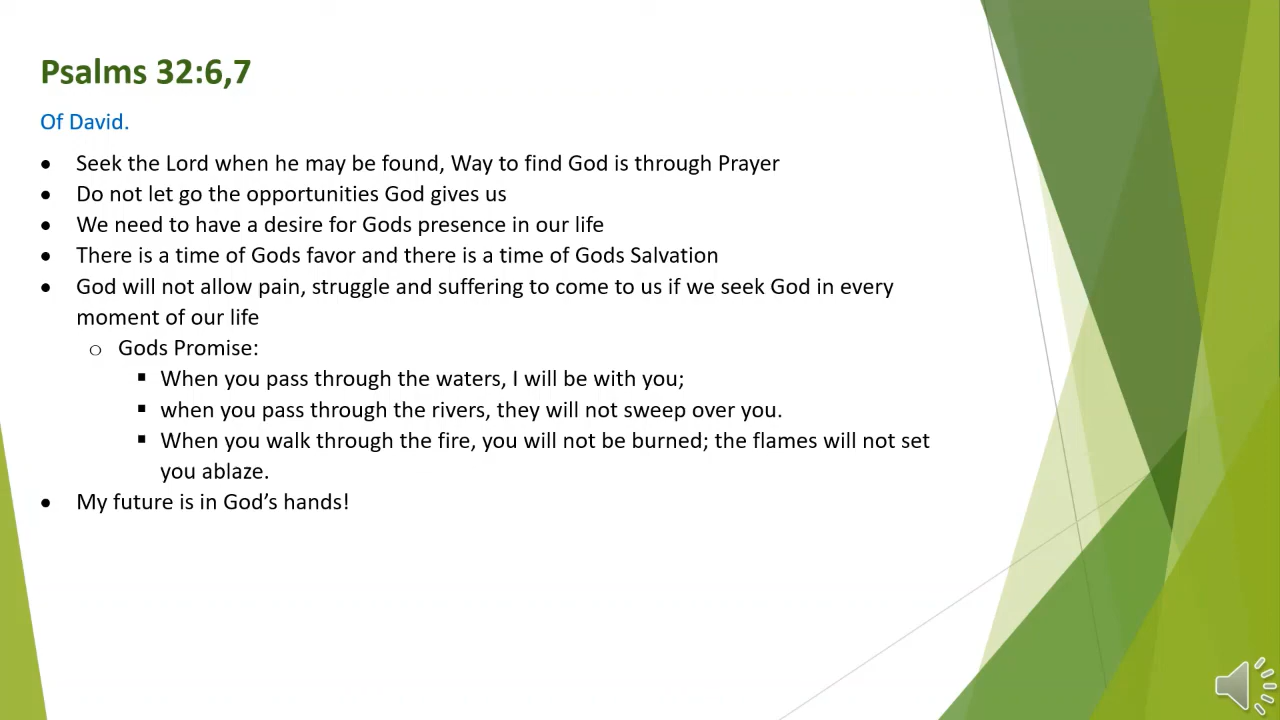 Psalms 32:6,7
Of David.
• Seek the Lord when he may be found, Way to find God is through Prayer
• Do not let go the opportunities God gives us
• We need to have a desire for Gods presence in our life
• There is a time of Gods favor and there is a time of Gods Salvation
• God will not allow pain, struggle and suffering to come to us if we seek God in every
moment of our life
o Gods Promise:
▪ When you pass through the waters, I will be with you;
▪ when you pass through the rivers, they will not sweep over you.
▪ When you walk through the fire, you will not be burned; the flames will not set
you ablaze.
• My future is in God’s hands!